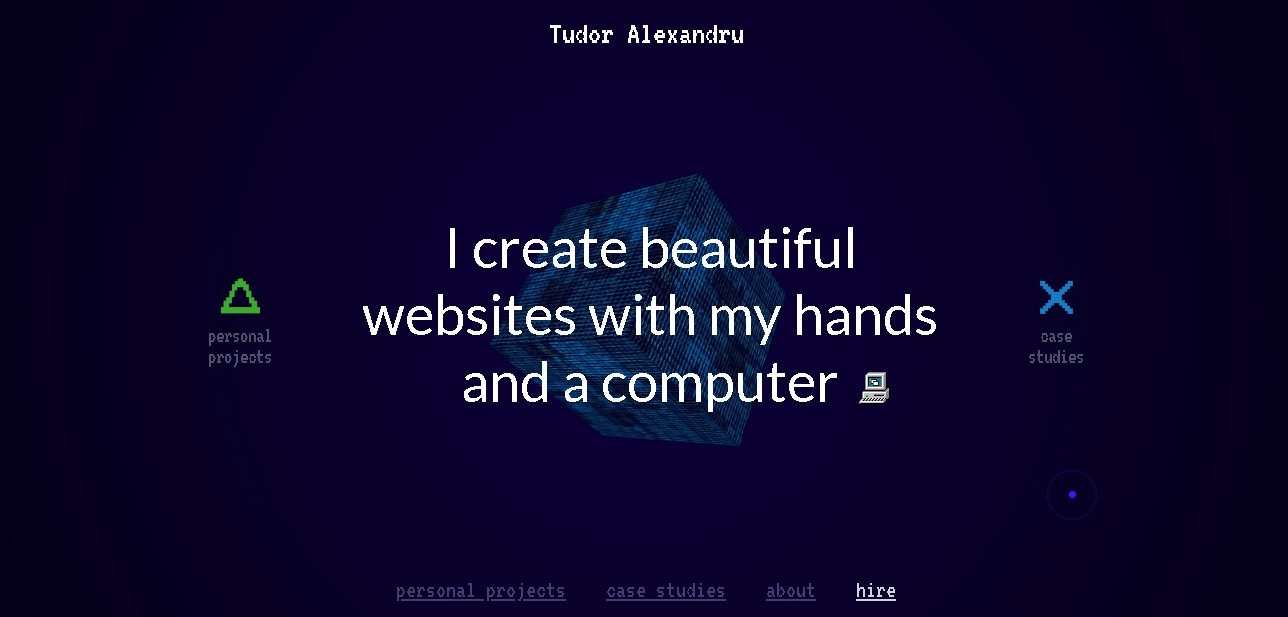 Tudor Alexandru
I create beautiful
websites with my hands
and a computer
personal
projects
case
studies
personal projects case studies about hire